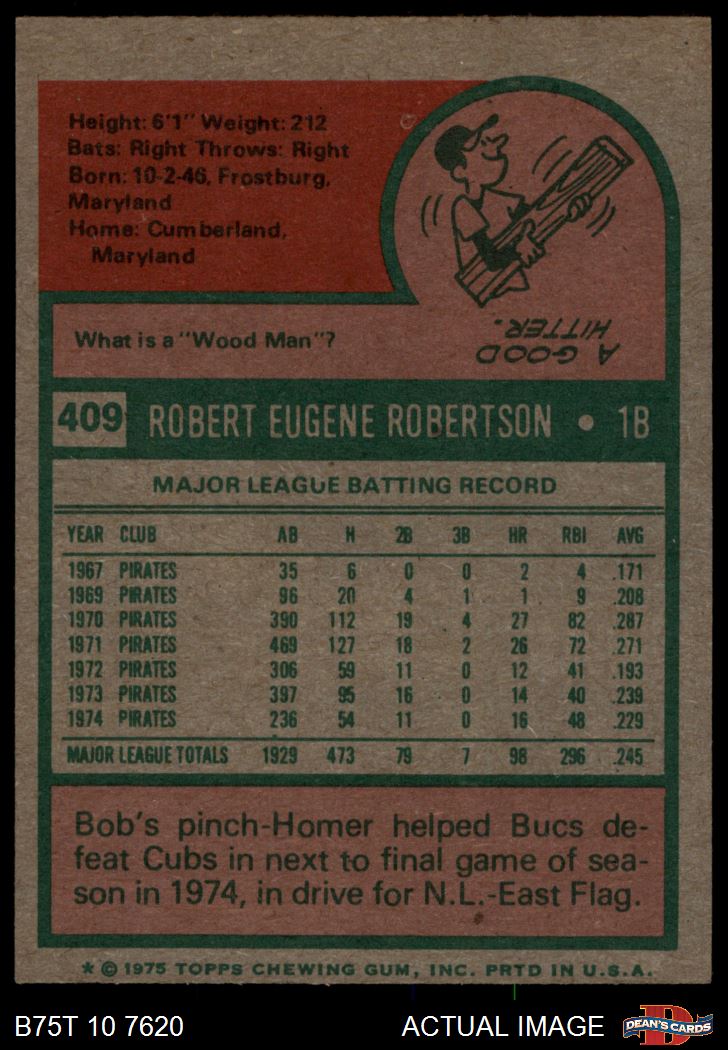 Height: 6'1" Weight: 212
Bats: Right Throws: Right
Born: 10-2-46, Frostburg,
Maryland
Home: Cumberland,
Maryland
What is a "Wood Man"?
A GOOD
HITTER.
409 ROBERT EUGENE ROBERTSON • 1B
MAJOR LEAGUE BATTING RECORD
YEAR CLUB AB H 2B 3B HR RBI AVG
1967 PIRATES 35 6 0 0 2 4 .171
1969 PIRATES 96 20 4 1 1 9 .208
1970 PIRATES 390 112 19 4 27 82 .287
1971 PIRATES 469 127 18 2 26 72 .271
1972 PIRATES 306 59 11 0 12 41 .193
1973 PIRATES 397 95 16 0 14 40 .239
1974 PIRATES 236 54 11 0 16 48 .229
MAJOR LEAGUE TOTALS 1929 473 79 7 98 296 .245
Bob's pinch-Homer helped Bucs de-
feat Cubs in next to final game of sea-
son in 1974, in drive for N.L.-East Flag.
* © 1975 TOPPS CHEWING GUM, INC. PRTD IN U.S.A.
B75T 10 7620 ACTUAL IMAGE D DEAN'S CARDS